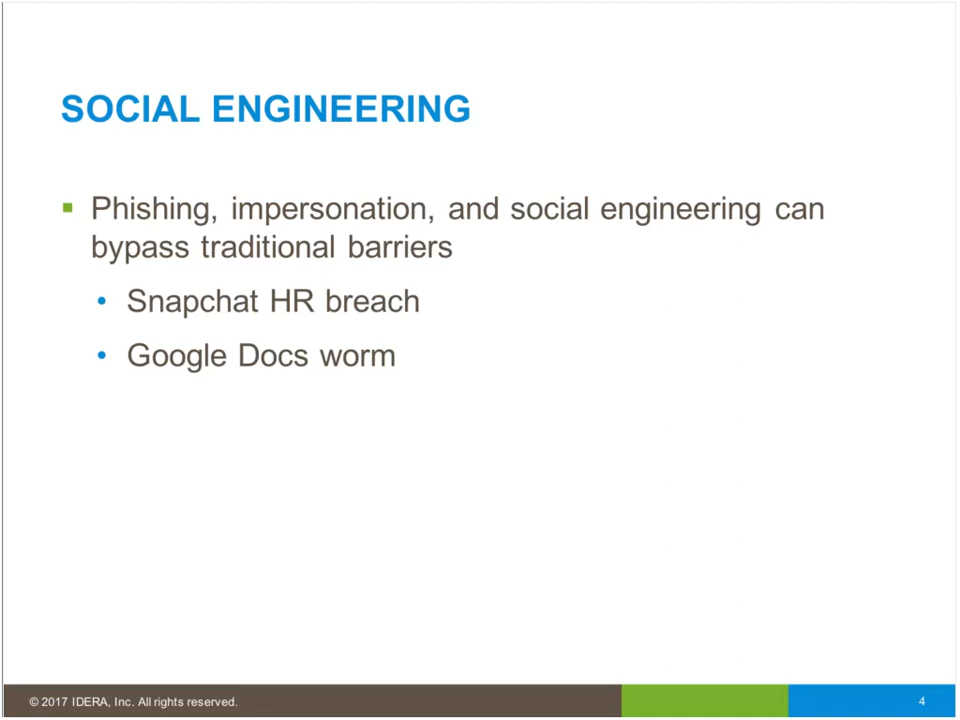 SOCIAL ENGINEERING
▪ Phishing, impersonation, and social engineering can
bypass traditional barriers
• Snapchat HR breach
• Google Docs worm
© 2017 IDERA, Inc. All rights reserved.
4